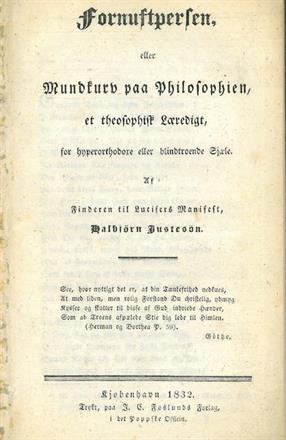 Fornuftpersen,
eller
Mundkurv paa Philosophien,
et theosophisk Læredigt,
for hyperorthodoxe eller blindtroende Sjæle.
Af
Finderen til Lucifers Manifest,
Halbjörn Justesön.
See, hvor nyttigt det er, at din Tankefrihed nedkues,
At med liden, men rolig Forstand Du christelig, ydmyg
Kysser og slutter til disse af Gud indviede Hænder,
Som ad Troens afpælede Stie dig lede til Himlen.
(Herman og Dorthea P. 59).
Göthe.
Kjøbenhavn 1832.
Trykt, paa J. C. Foslunds Forlag,
i det Poppske Officin.